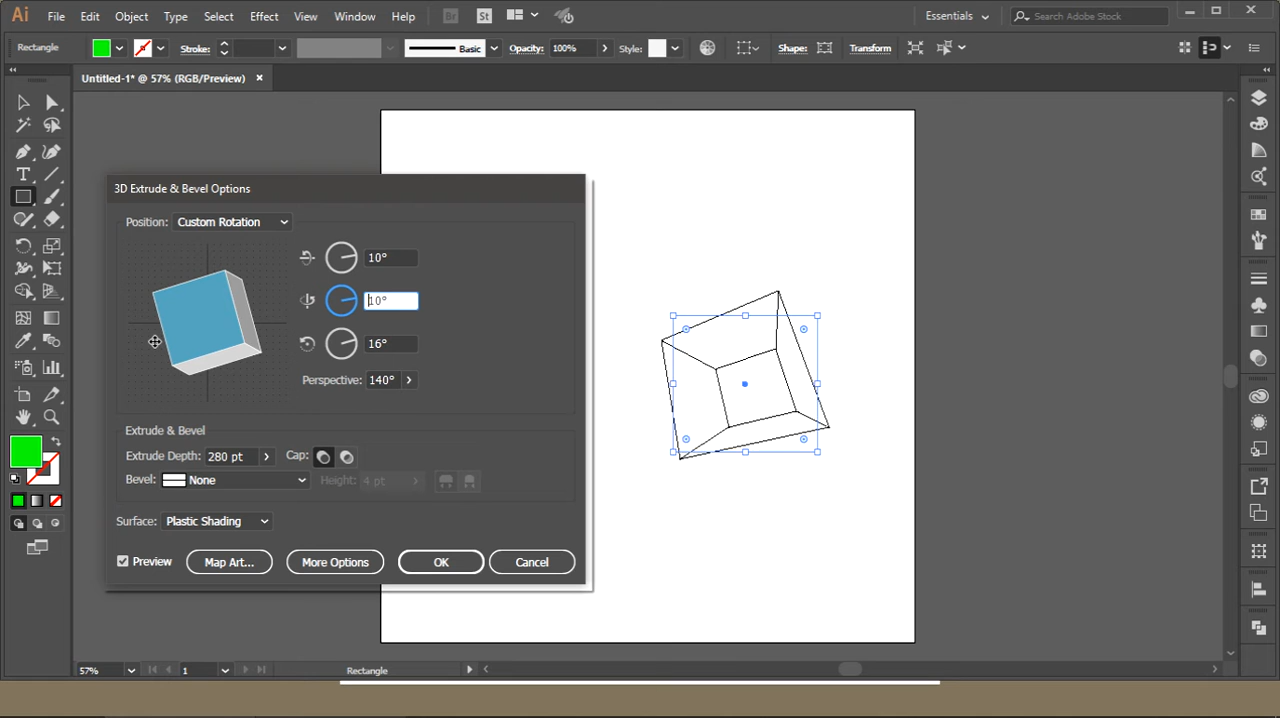 Ai File Edit Object Type Select Effect View Window Help Br St Essentials Search Adobe Stock
Rectangle Stroke: Basic Opacity: 100% Style: Shape: Transform
Untitled-1* @ 57% (RGB/Preview) ×
3D Extrude & Bevel Options
Position: Custom Rotation
10°
10°
16°
Perspective: 140°
Extrude & Bevel
Extrude Depth: 280 pt Cap:
Bevel: None Height: 4 pt
Surface: Plastic Shading
Preview Map Art... More Options OK Cancel
57% 1 Rectangle